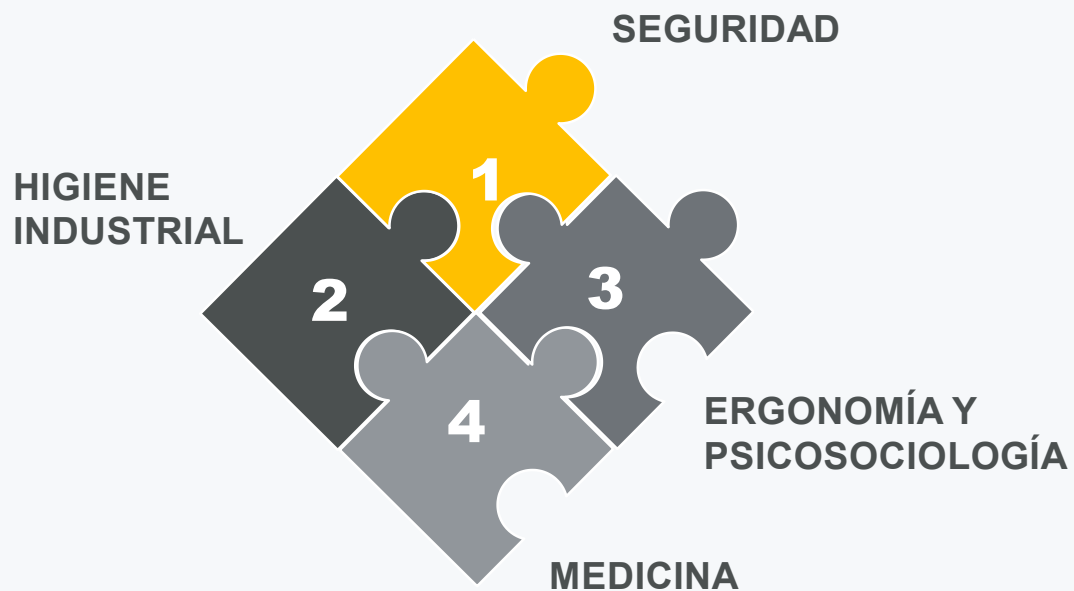 SEGURIDAD
1
HIGIENE
INDUSTRIAL
2
3
ERGONOMÍA Y
PSICOSOCIOLOGÍA
4
MEDICINA